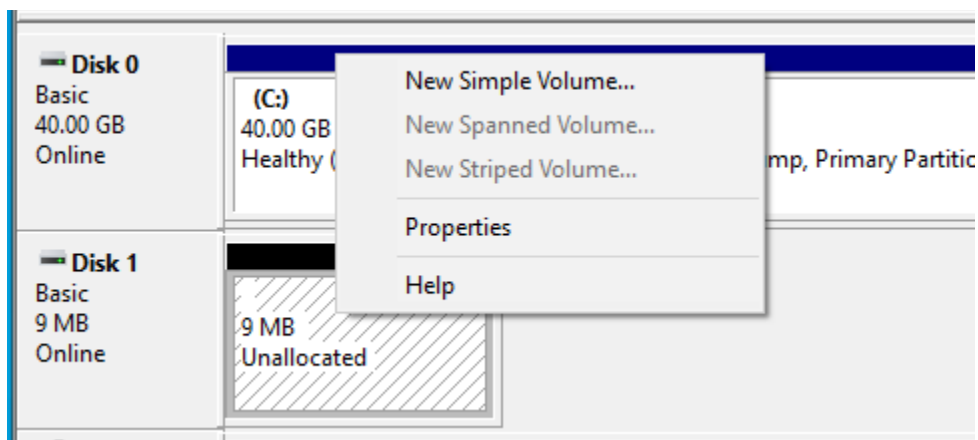 Disk 0
Basic
40.00 GB
Online
(C:)
40.00 GB
Healthy (
mp, Primary Partitic
New Simple Volume...
New Spanned Volume...
New Striped Volume...
Properties
Help
Disk 1
Basic
9 MB
Online
9 MB
Unallocated